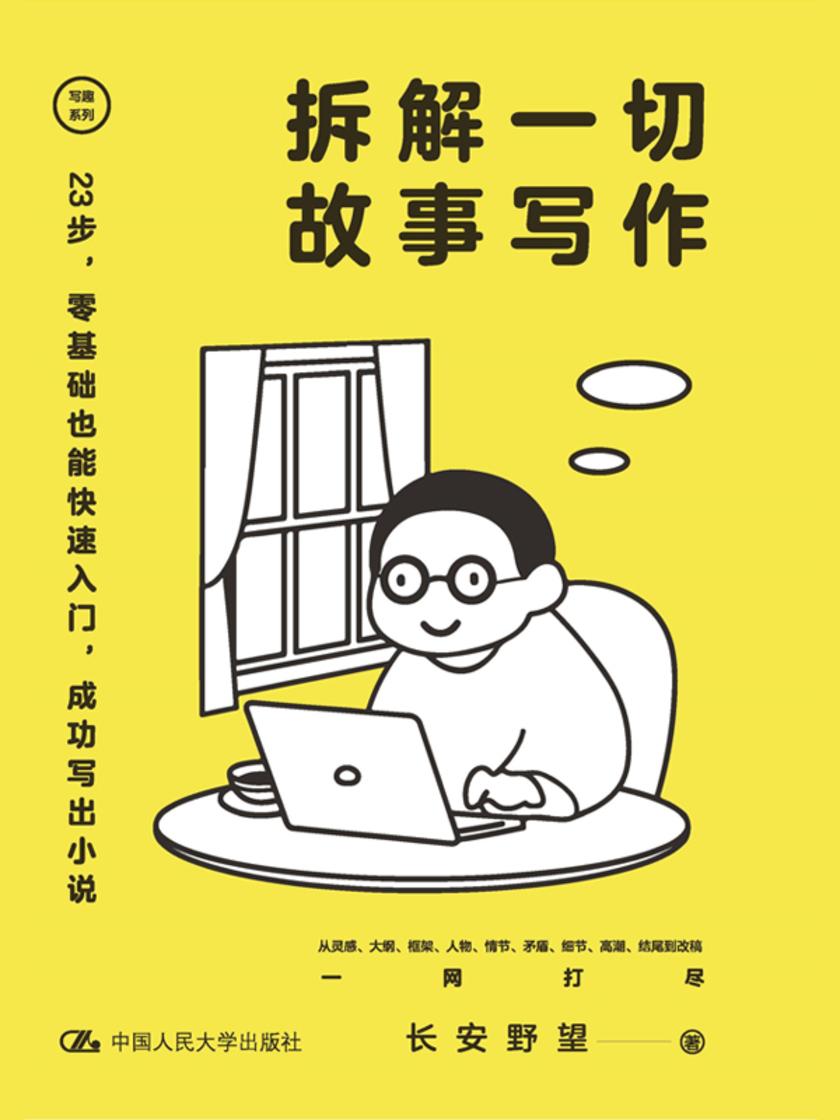 写趣
系列
拆解一切
故事写作
23步，零基础也能快速入门，成功写出小说
从灵感、大纲、框架、人物、情节、矛盾、细节、高潮、结尾到改稿
一网打尽
长安野望 著
中国人民大学出版社